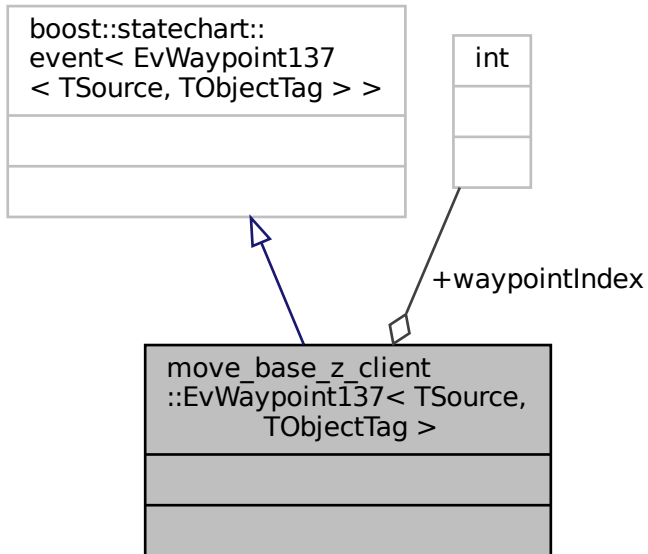 boost::statechart::
event< EvWaypoint137
< TSource, TObjectTag > >
int
+waypointIndex
move_base_z_client
::EvWaypoint137< TSource,
TObjectTag >